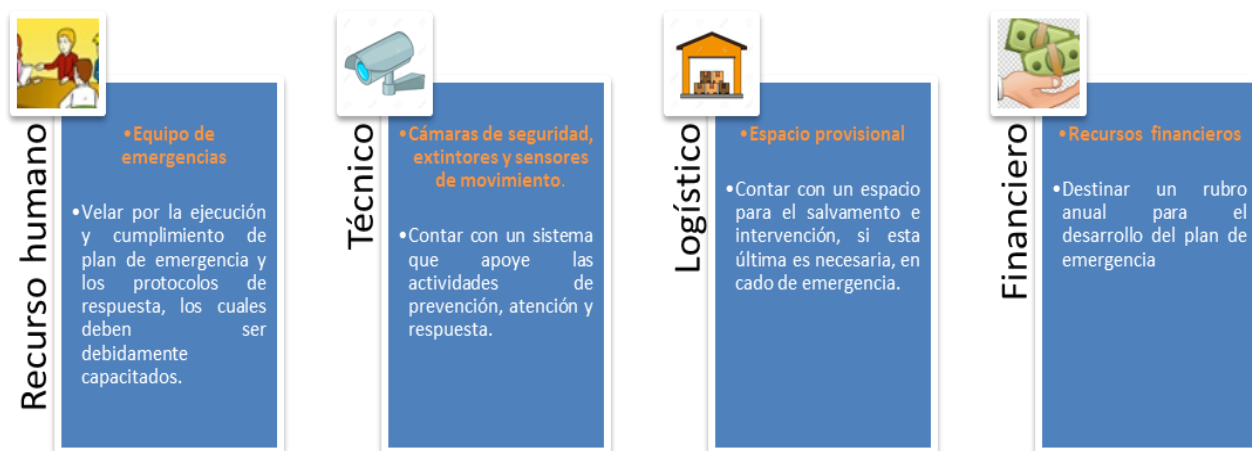 Recurso humano
•Equipo de
emergencias
•Velar por la ejecución
y cumplimiento de
plan de emergencia y
los protocolos de
respuesta, los cuales
deben ser
debidamente
capacitados.
Técnico
•Cámaras de seguridad,
extintores y sensores
de movimiento.
•Contar con un sistema
que apoye las
actividades de
prevención, atención y
respuesta.
Logístico
•Espacio provisional
•Contar con un espacio
para el salvamento e
intervención, si esta
última es necesaria, en
cado de emergencia.
Financiero
•Recursos financieros
•Destinar un rubro
anual para el
desarrollo del plan de
emergencia